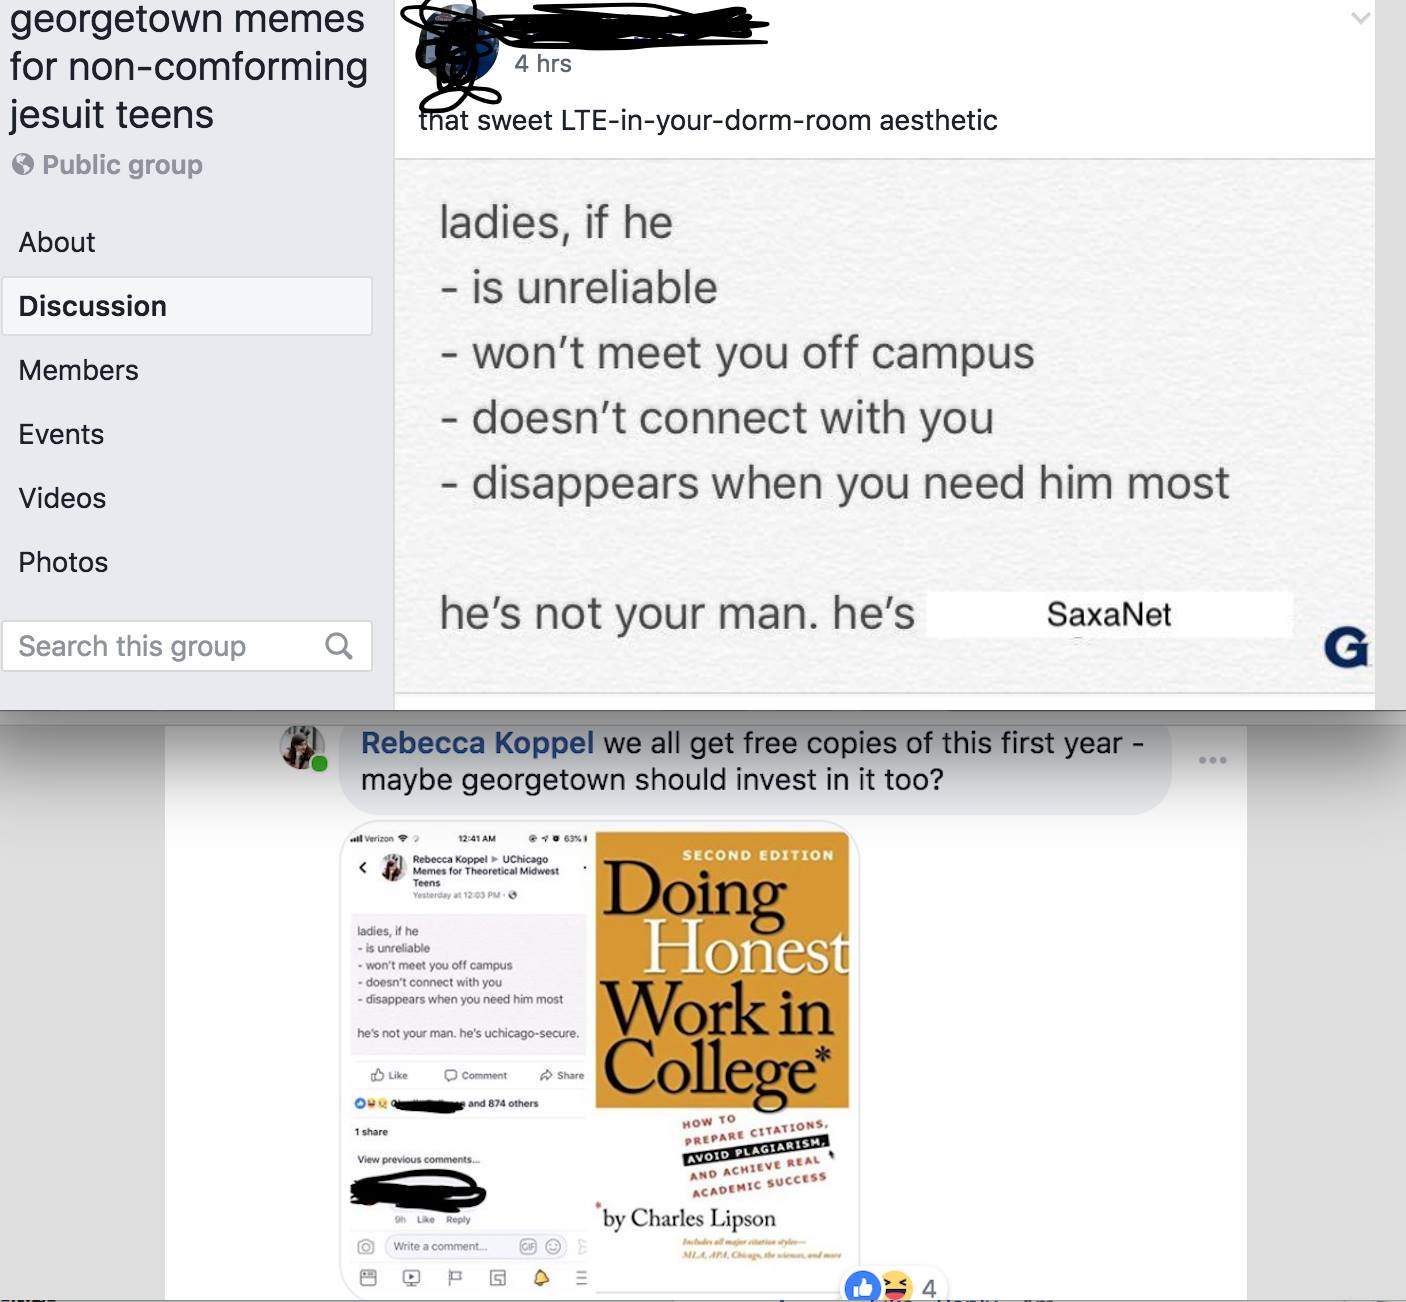 georgetown memes
for non-comforming
jesuit teens
Public group
About
Discussion
Members
Events
Videos
Photos
Search this group
4 hrs
that sweet LTE-in-your-dorm-room aesthetic
ladies, if he
- is unreliable
- won't meet you off campus
- doesn't connect with you
- disappears when you need him most
he's not your man. he's SaxaNet
G
Rebecca Koppel we all get free copies of this first year -
maybe georgetown should invest in it too?
Verizon 12:41 AM 63%
Rebecca Koppel ▸ UChicago
Memes for Theoretical Midwest
Teens
Yesterday at 12:03 PM
ladies, if he
- is unreliable
- won't meet you off campus
- doesn't connect with you
- disappears when you need him most
he's not your man. he's uchicago-secure.
Like Comment Share
and 874 others
1 share
View previous comments...
9h Like Reply
Write a comment... GIF
SECOND EDITION
Doing
Honest
Work in
College*
HOW TO
PREPARE CITATIONS,
AVOID PLAGIARISM,
AND ACHIEVE REAL
ACADEMIC SUCCESS
*by Charles Lipson
Includes all major citation styles—
MLA, APA, Chicago, the sciences, and more
4